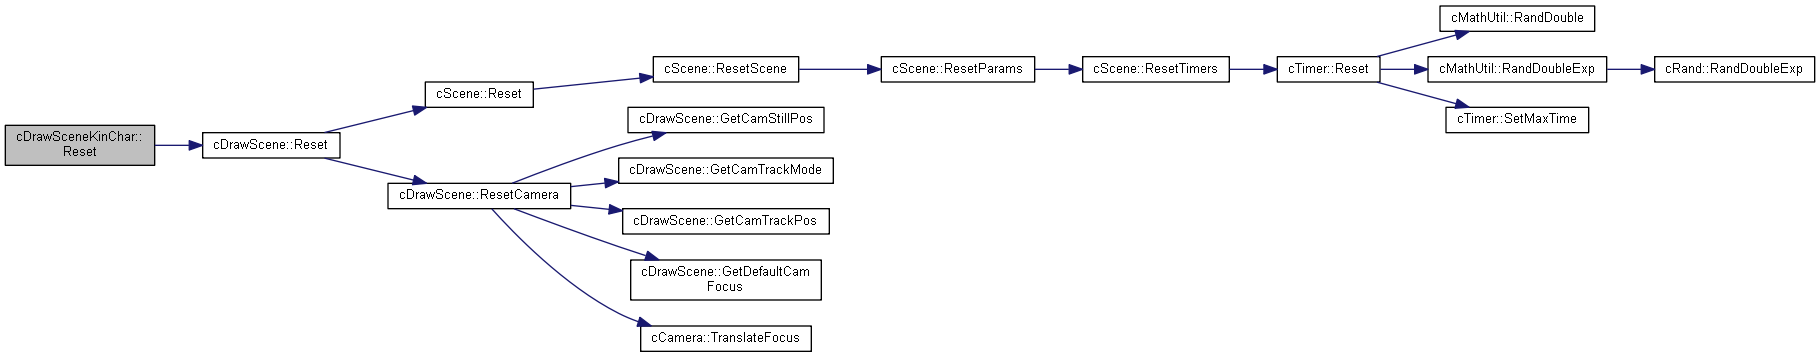 cDrawSceneKinChar::
Reset
cDrawScene::Reset
cScene::Reset
cDrawScene::ResetCamera
cScene::ResetScene
cDrawScene::GetCamStillPos
cDrawScene::GetCamTrackMode
cDrawScene::GetCamTrackPos
cDrawScene::GetDefaultCam
Focus
cCamera::TranslateFocus
cScene::ResetParams
cScene::ResetTimers
cTimer::Reset
cMathUtil::RandDouble
cMathUtil::RandDoubleExp
cTimer::SetMaxTime
cRand::RandDoubleExp